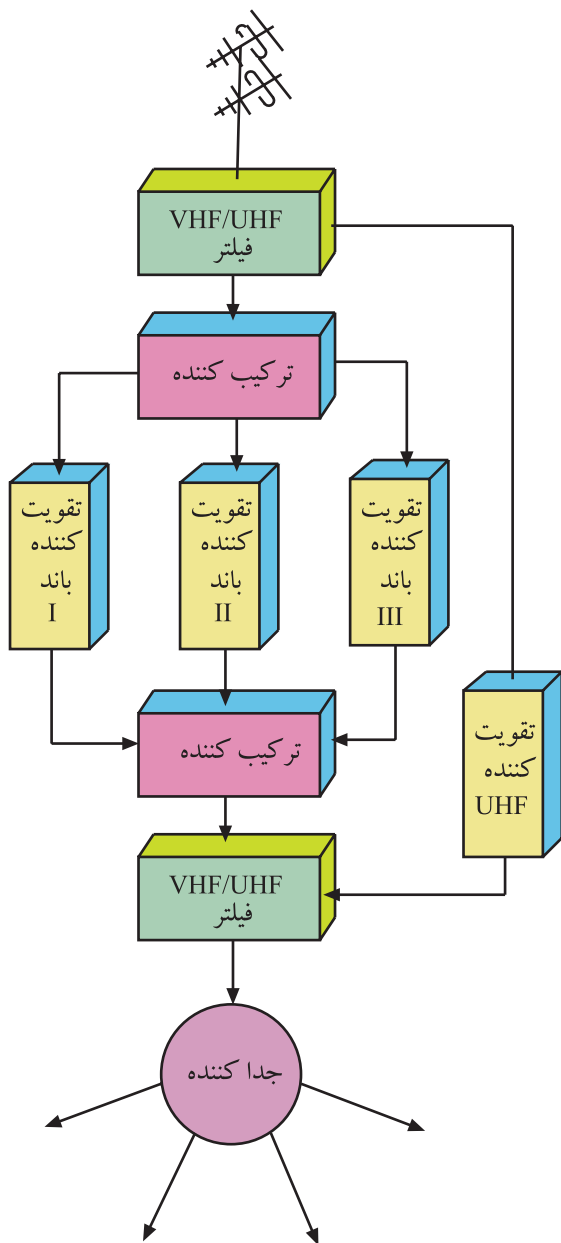 VHF/UHF
فیلتر
ترکیب کننده
تقویت
کننده
باند
I
تقویت
کننده
باند
II
تقویت
کننده
باند
III
ترکیب کننده
تقویت
کننده
UHF
VHF/UHF
فیلتر
جدا کننده